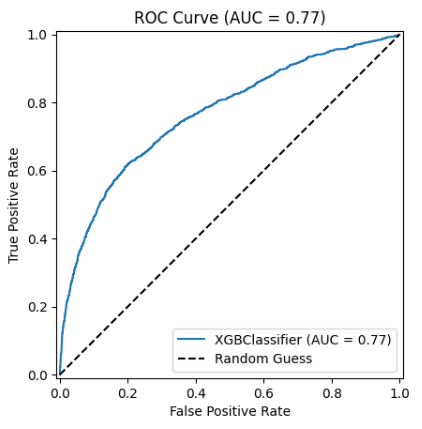 ROC Curve (AUC = 0.77)
1.0
0.8
0.6
0.4
0.2
0.0
True Positive Rate
XGBClassifier (AUC = 0.77)
Random Guess
0.0 0.2 0.4 0.6 0.8 1.0
False Positive Rate